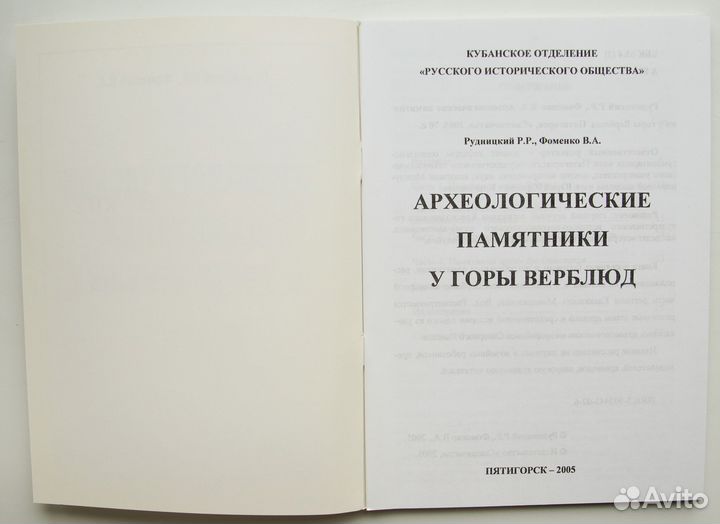 КУБАНСКОЕ ОТДЕЛЕНИЕ
«РУССКОГО ИСТОРИЧЕСКОГО ОБЩЕСТВА»
Рудницкий Р.Р., Фоменко В.А.
АРХЕОЛОГИЧЕСКИЕ
ПАМЯТНИКИ
У ГОРЫ ВЕРБЛЮД
ПЯТИГОРСК – 2005
Avito